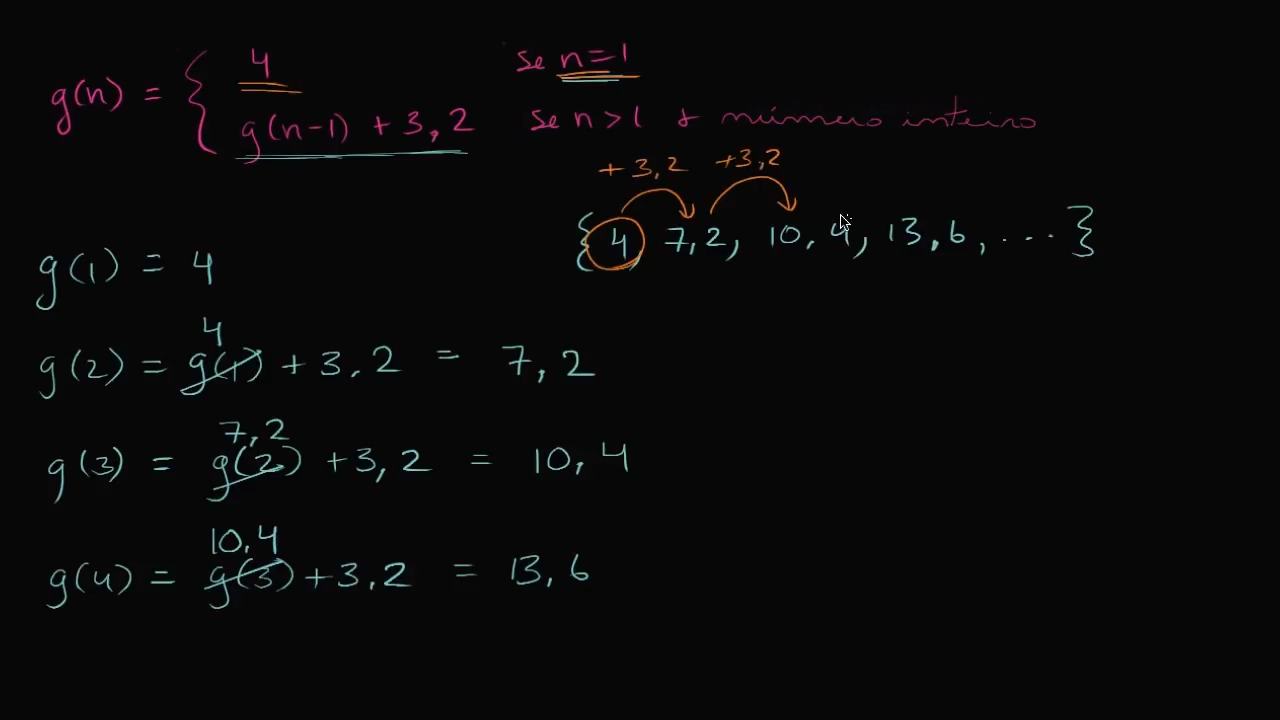 g(n) = { 4 se n=1
g(n-1) + 3,2 se n>1 e número inteiro
+3,2 +3,2
{ 4, 7,2, 10,4, 13,6, ... }
g(1) = 4
4
g(2) = g(1) + 3,2 = 7,2
7,2
g(3) = g(2) + 3,2 = 10,4
10,4
g(4) = g(3) + 3,2 = 13,6